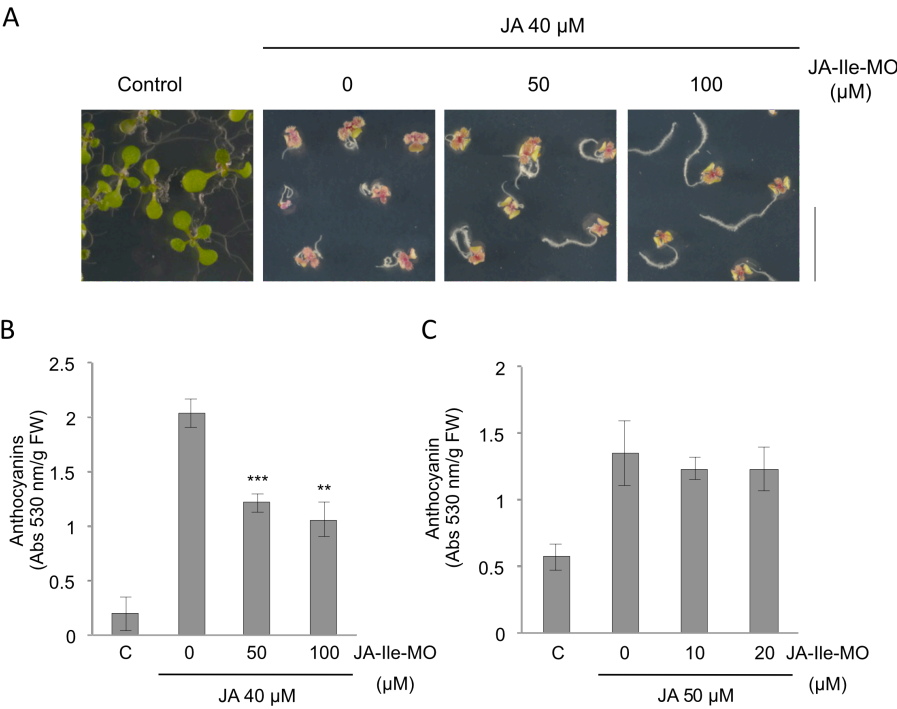 A
JA 40 µM
Control
0
50
100
JA-Ile-MO
(µM)
B
Anthocyanins
(Abs 530 nm/g FW)
2.5
2
1.5
1
0.5
0
***
**
C
0
50
100
JA-Ile-MO
(µM)
JA 40 µM
C
Anthocyanin
(Abs 530 nm/g FW)
2
1.5
1
0.5
0
C
0
10
20
JA-Ile-MO
(µM)
JA 50 µM